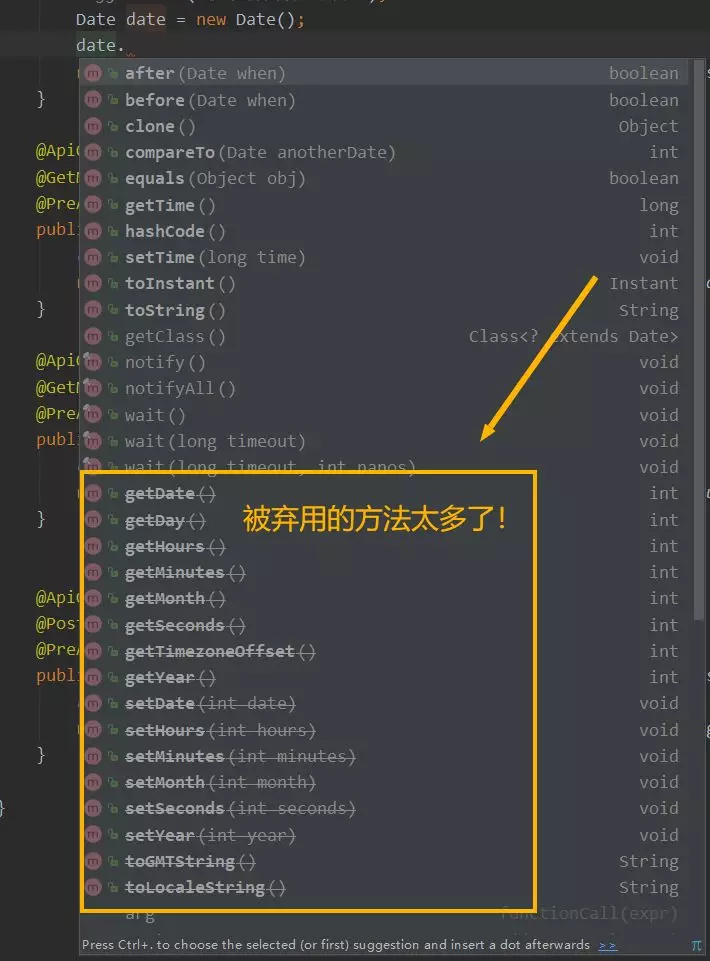 Date date = new Date();
date.
after(Date when) boolean
before(Date when) boolean
}
clone() Object
@Api
compareTo(Date anotherDate) int
@Get
equals(Object obj) boolean
@Pre
getTime() long
publi
hashCode() int
setTime(long time) void
toInstant() Instant
}
toString() String
getClass() Class<? extends Date>
@Api
notify() void
@Get
notifyAll() void
@Pre
wait() void
publi
wait(long timeout) void
wait(long timeout, int nanos) void
getDate() int
}
getDay() int
被弃用的方法太多了！
getHours() int
getMinutes() int
@Api
getMonth() int
@Post
getSeconds() int
@Pre
getTimezoneOffset() int
publi
getYear() int
setDate(int date) void
setHours(int hours) void
}
setMinutes(int minutes) void
setMonth(int month) void
}
setSeconds(int seconds) void
setYear(int year) void
toGMTString() String
toLocaleString() String
arg functionCall(expr)
Press Ctrl+. to choose the selected (or first) suggestion and insert a dot afterwards >> π